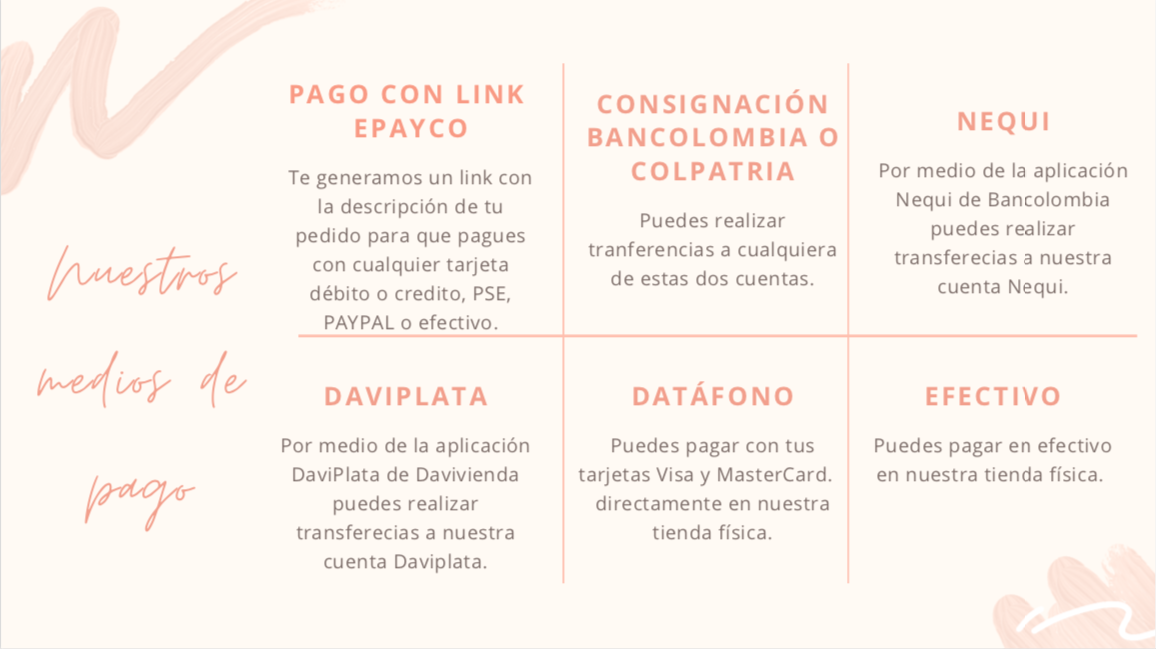 Nuestros
medios de
pago
PAGO CON LINK
EPAYCO
Te generamos un link con
la descripción de tu
pedido para que pagues
con cualquier tarjeta
débito o credito, PSE,
PAYPAL o efectivo.
CONSIGNACIÓN
BANCOLOMBIA O
COLPATRIA
Puedes realizar
tranferencias a cualquiera
de estas dos cuentas.
NEQUI
Por medio de la aplicación
Nequi de Bancolombia
puedes realizar
transferecias a nuestra
cuenta Nequi.
DAVIPLATA
Por medio de la aplicación
DaviPlata de Davivienda
puedes realizar
transferecias a nuestra
cuenta Daviplata.
DATÁFONO
Puedes pagar con tus
tarjetas Visa y MasterCard.
directamente en nuestra
tienda física.
EFECTIVO
Puedes pagar en efectivo
en nuestra tienda física.